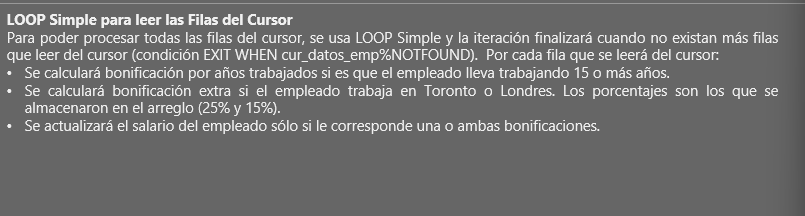 LOOP Simple para leer las Filas del Cursor
Para poder procesar todas las filas del cursor, se usa LOOP Simple y la iteración finalizará cuando no existan más filas
que leer del cursor (condición EXIT WHEN cur_datos_emp%NOTFOUND). Por cada fila que se leerá del cursor:
• Se calculará bonificación por años trabajados si es que el empleado lleva trabajando 15 o más años.
• Se calculará bonificación extra si el empleado trabaja en Toronto o Londres. Los porcentajes son los que se
almacenaron en el arreglo (25% y 15%).
• Se actualizará el salario del empleado sólo si le corresponde una o ambas bonificaciones.